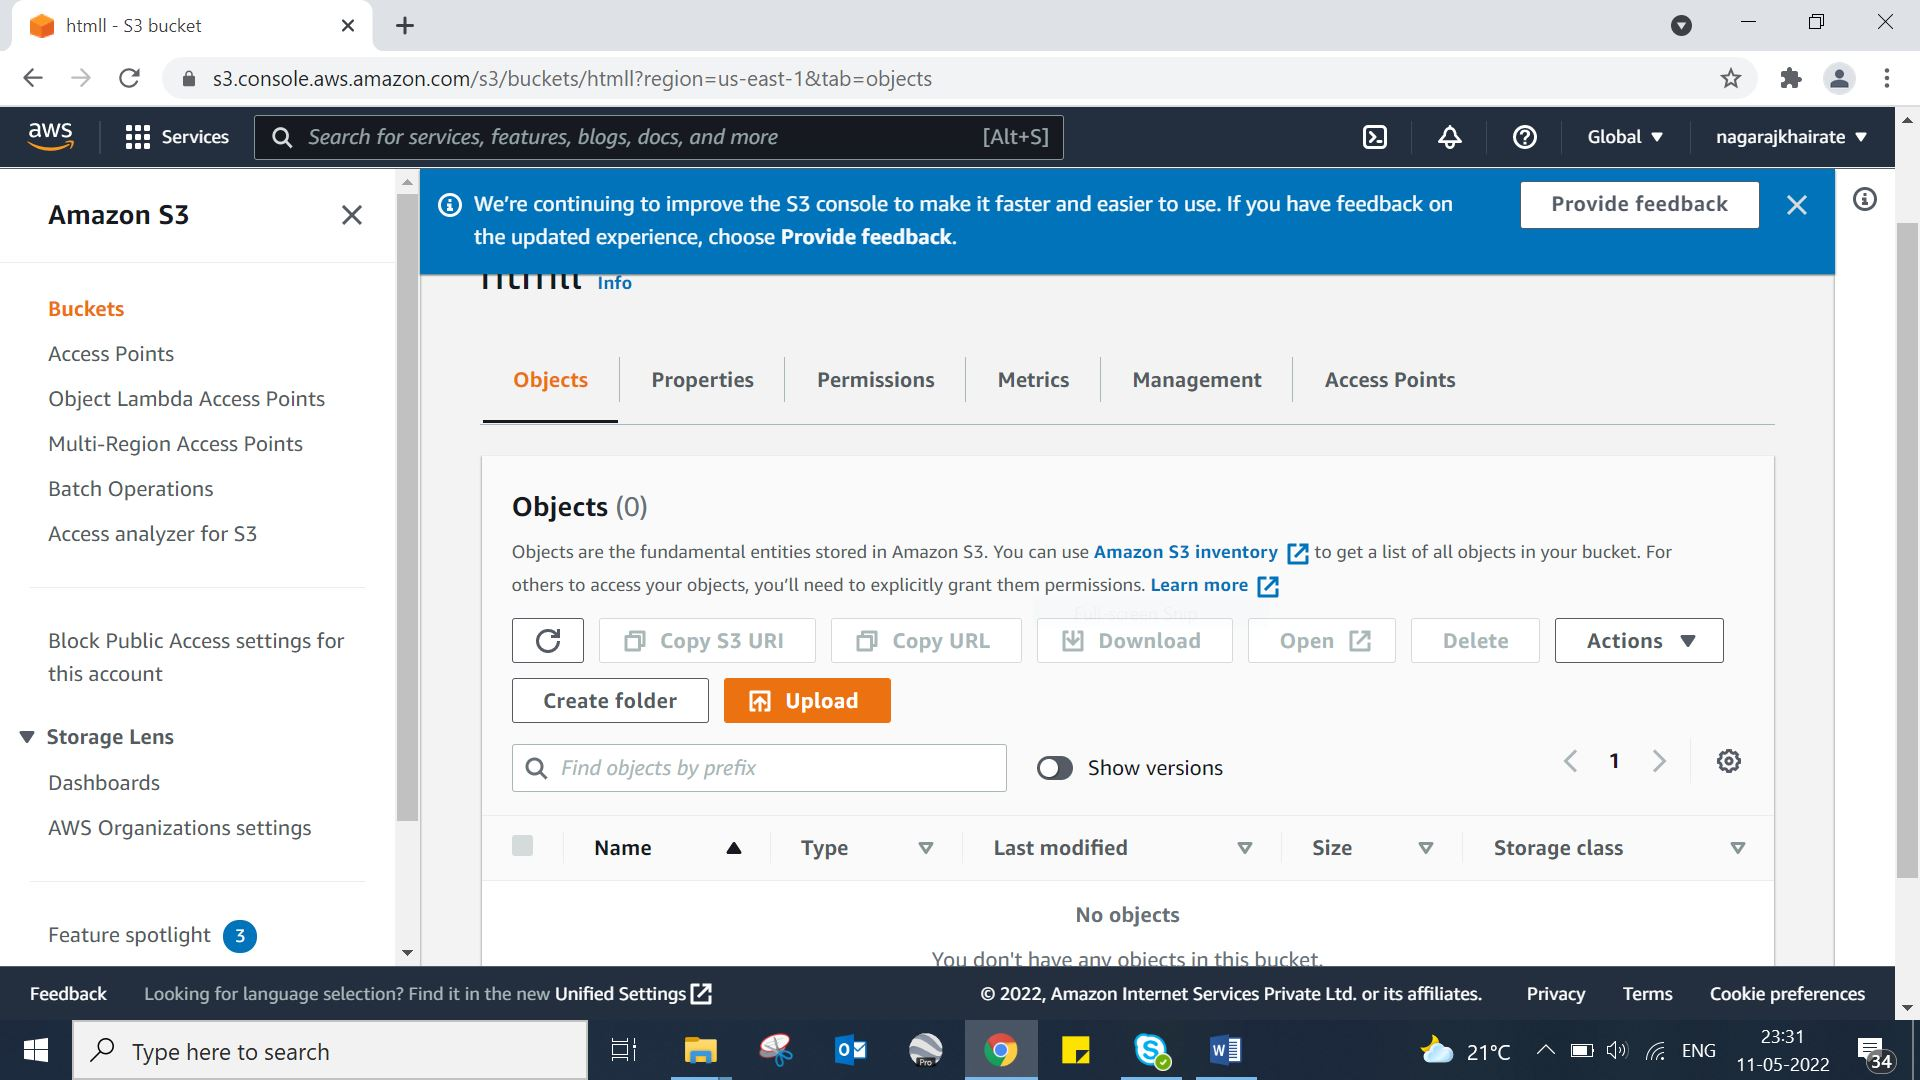 htmll - S3 bucket
s3.console.aws.amazon.com/s3/buckets/htmll?region=us-east-1&tab=objects
aws
Services
Search for services, features, blogs, docs, and more [Alt+S]
Global
nagarajkhairate
Amazon S3
We're continuing to improve the S3 console to make it faster and easier to use. If you have feedback on
the updated experience, choose Provide feedback.
Provide feedback
htmll Info
Buckets
Access Points
Object Lambda Access Points
Multi-Region Access Points
Batch Operations
Access analyzer for S3
Block Public Access settings for
this account
Storage Lens
Dashboards
AWS Organizations settings
Feature spotlight 3
Objects Properties Permissions Metrics Management Access Points
Objects (0)
Objects are the fundamental entities stored in Amazon S3. You can use Amazon S3 inventory to get a list of all objects in your bucket. For
others to access your objects, you'll need to explicitly grant them permissions. Learn more
Full-screen Snip
Copy S3 URI Copy URL Download Open Delete Actions
Create folder Upload
Find objects by prefix Show versions 1
Name Type Last modified Size Storage class
No objects
You don't have any objects in this bucket.
Feedback Looking for language selection? Find it in the new Unified Settings © 2022, Amazon Internet Services Private Ltd. or its affiliates. Privacy Terms Cookie preferences
Type here to search
Pro
21°C
ENG
23:31
11-05-2022
34